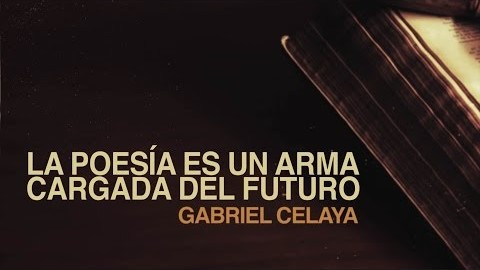 LA POESÍA ES UN ARMA
CARGADA DEL FUTURO
GABRIEL CELAYA